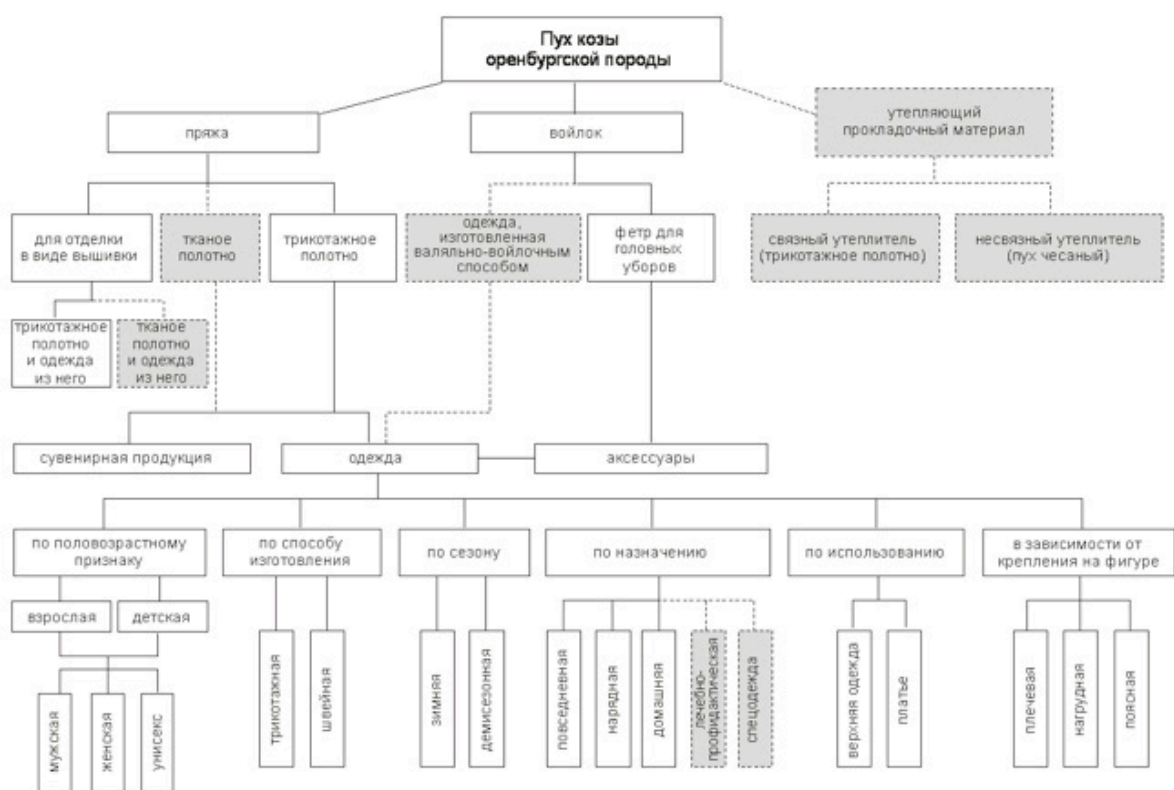 Пух козы
оренбургской породы
утепляющий
прокладочный материал
пряжа
войлок
для отделки
в виде вышивки
тканое
полотно
трикотажное
полотно
одежда,
изготовленная
валяльно-войлочным
способом
фетр для
головных
уборов
связный утеплитель
(трикотажное полотно)
несвязный утеплитель
(пух чесаный)
трикотажное
полотно
и одежда
из него
тканое
полотно
и одежда
из него
сувенирная продукция
одежда
аксессуары
по половозрастному
признаку
по способу
изготовления
по сезону
по назначению
по использованию
в зависимости от
крепления на фигуре
взрослая
детская
мужская
женская
унисекс
трикотажная
швейная
зимняя
демисезонная
повседневная
нарядная
домашняя
лечебно-
профидактическая
спецодежда
верхняя одежда
платье
плечевая
нагрудная
поясная